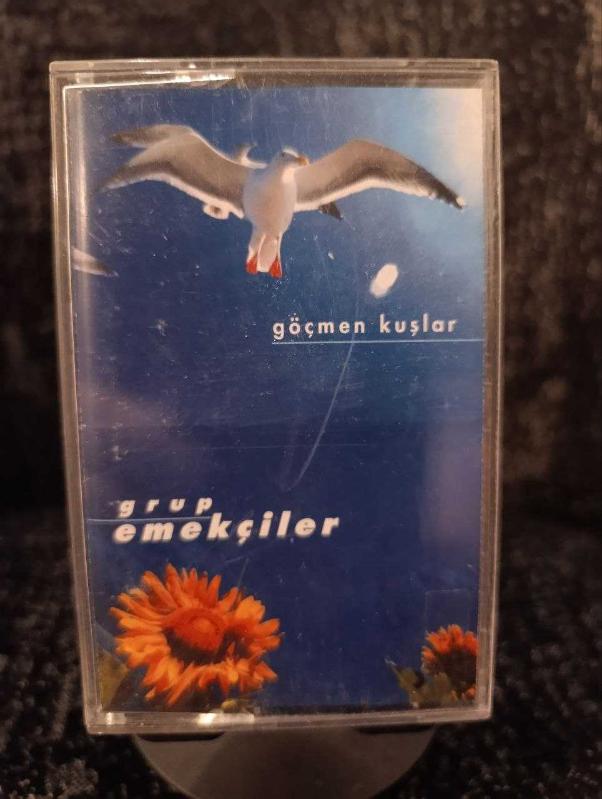 göçmen kuşlar
grup
emekçiler